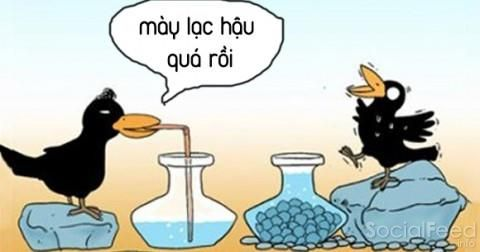 mày lạc hậu
quá rồi
SocialFeed
.info